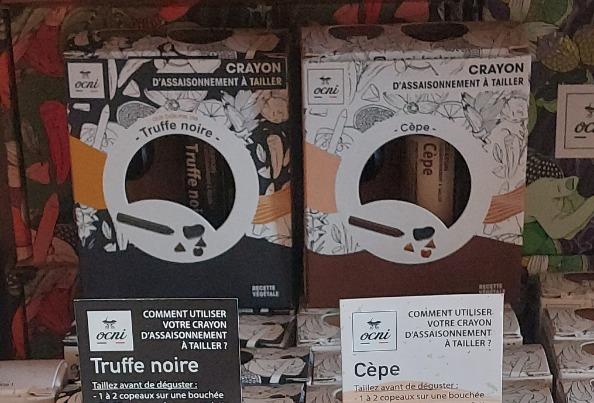 ocni
CRAYON
D'ASSAISONNEMENT À TAILLER
- Truffe noire -
Truffe noire
RECETTE
VÉGÉTALE
ocni
CRAYON
D'ASSAISONNEMENT À TAILLER
- Cèpe -
Cèpe
RECETTE
VÉGÉTALE
ocni
ocni
COMMENT UTILISER
VOTRE CRAYON
D'ASSAISONNEMENT
À TAILLER ?
Truffe noire
Taillez avant de déguster :
- 1 à 2 copeaux sur une bouchée
ocni
COMMENT UTILISER
VOTRE CRAYON
D'ASSAISONNEMENT
À TAILLER ?
Cèpe
Taillez avant de déguster :
- 1 à 2 copeaux sur une bouchée